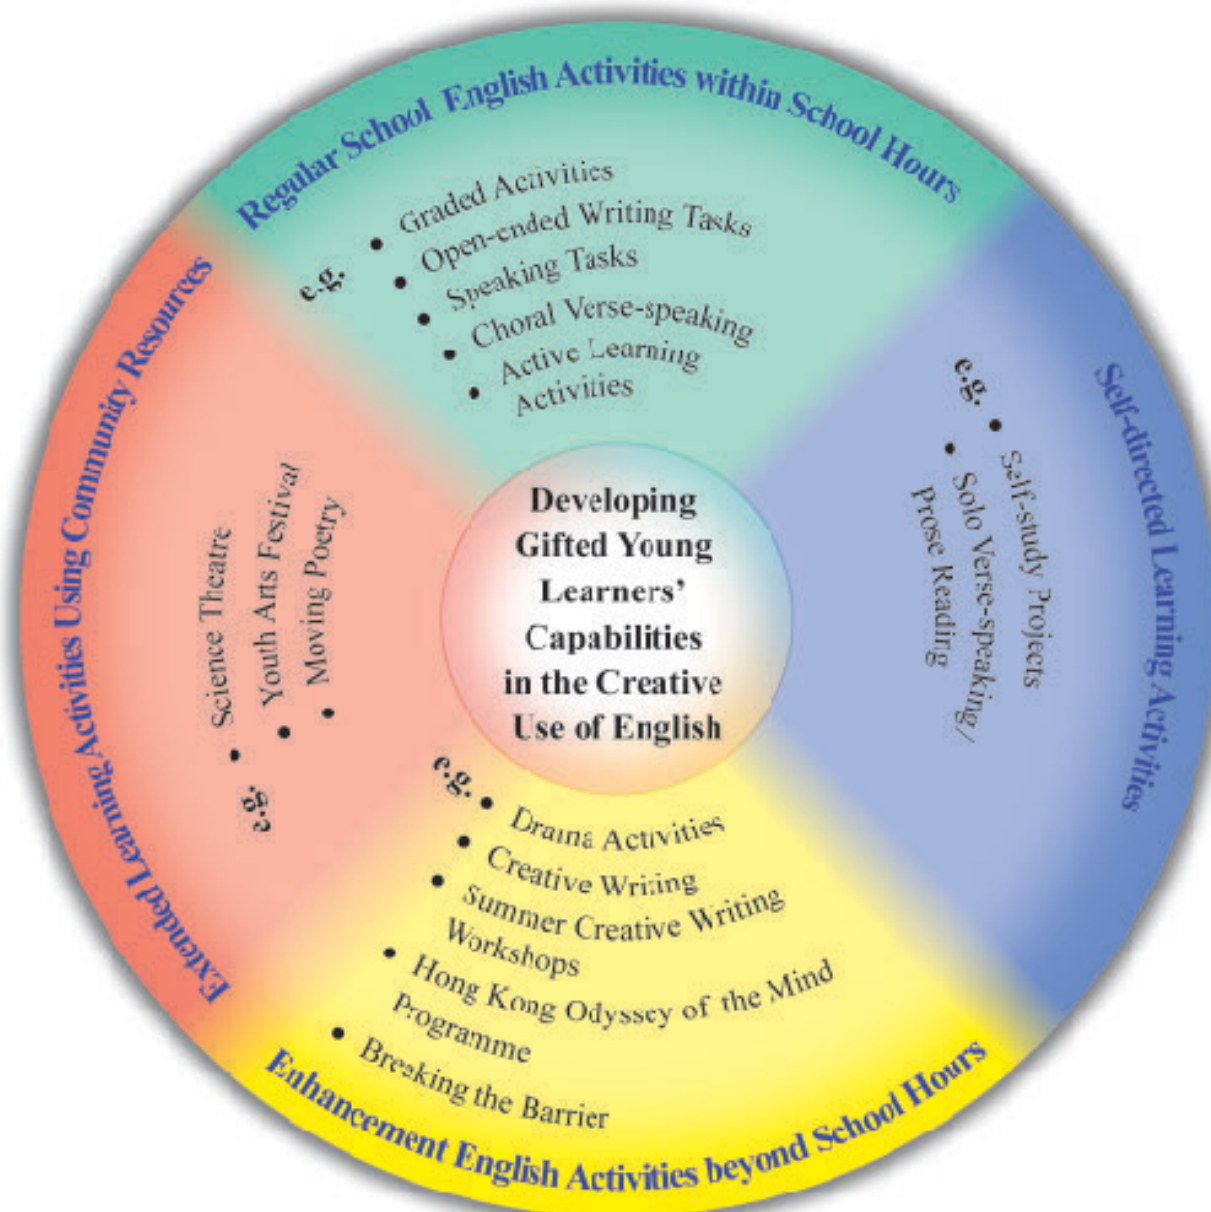 Regular School English Activities within School Hours
e.g.
• Graded Activities
• Open-ended Writing Tasks
• Speaking Tasks
• Choral Verse-speaking
• Active Learning
Activities
Self-directed Learning Activities
e.g.
• Self-study Projects
• Solo Verse-speaking/
Prose Reading
Developing
Gifted Young
Learners’
Capabilities
in the Creative
Use of English
Extended Learning Activities Using Community Resources
e.g.
• Science Theatre
• Youth Arts Festival
• Moving Poetry
e.g.
• Drama Activities
• Creative Writing
• Summer Creative Writing
Workshops
• Hong Kong Odyssey of the Mind
Programme
• Breaking the Barrier
Enhancement English Activities beyond School Hours